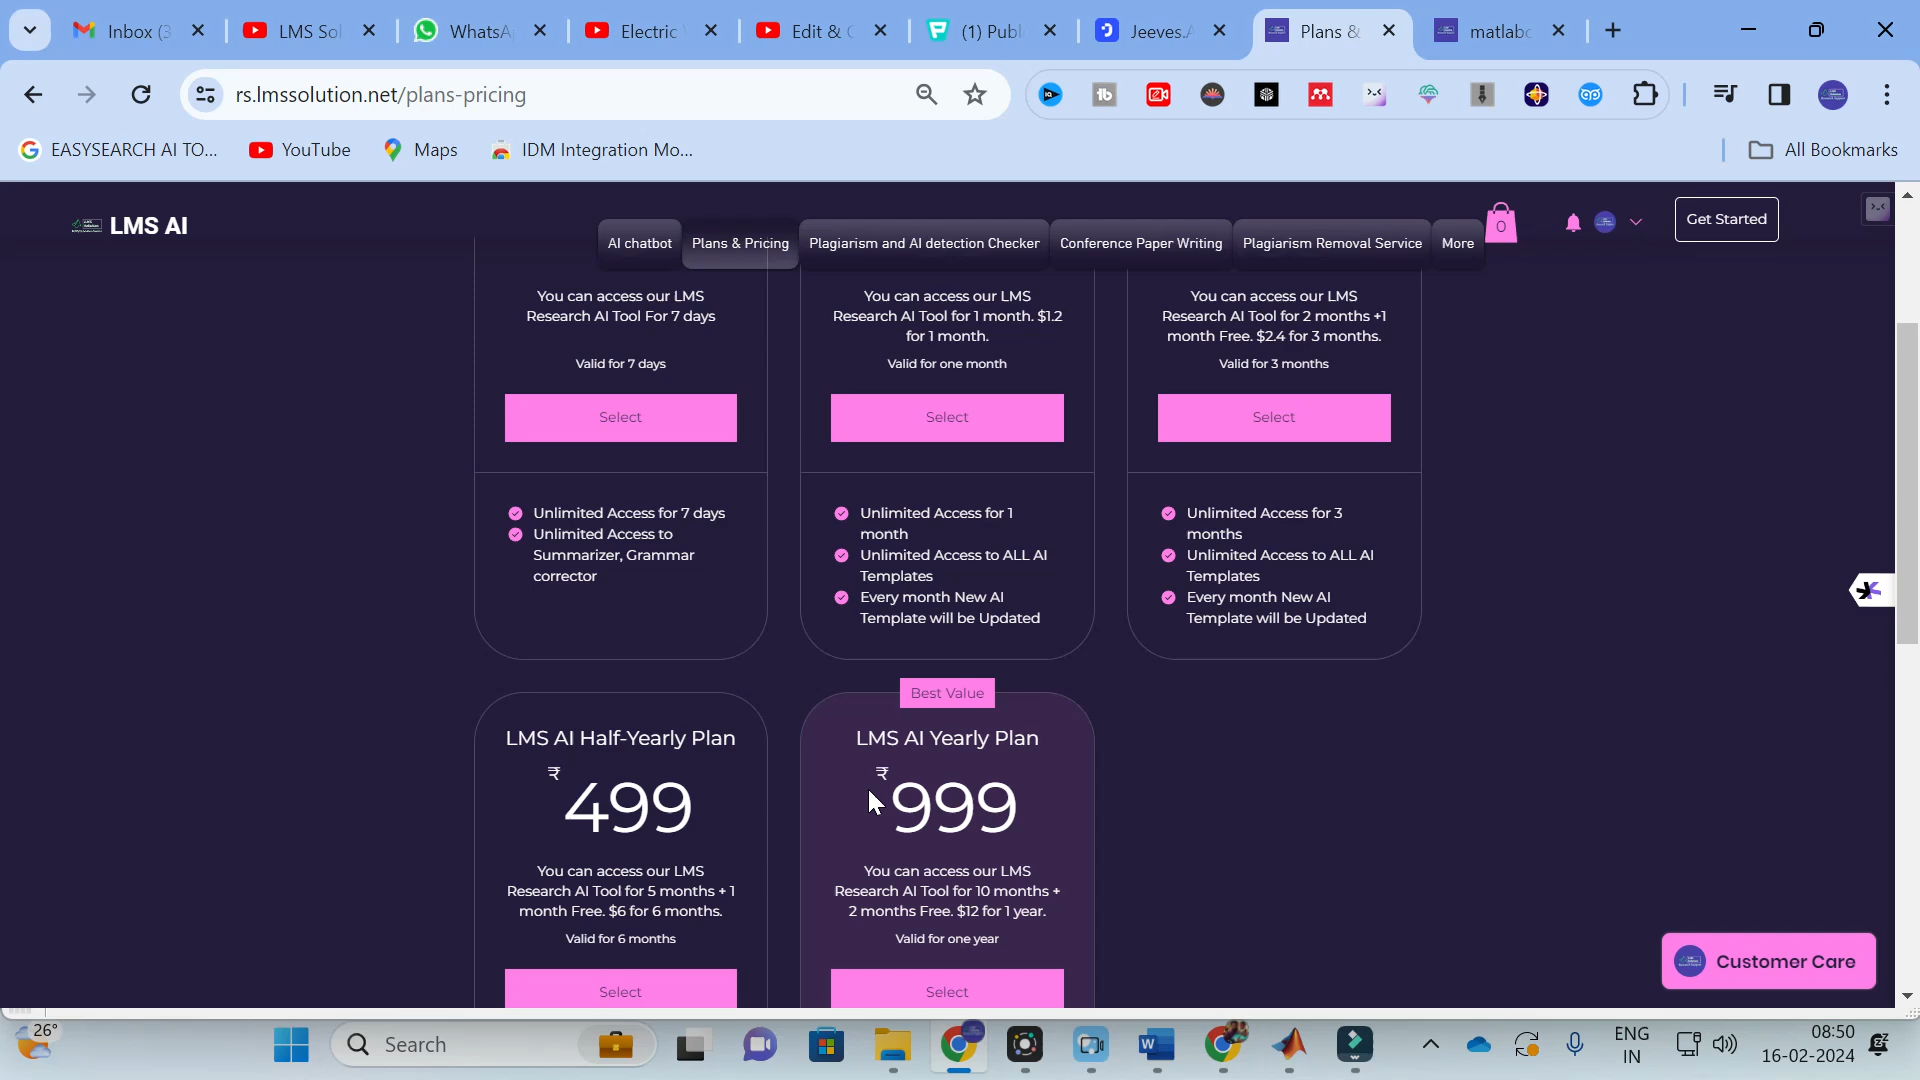 Inbox (3
LMS Sol
WhatsA
Electric
Edit & C
(1) Publ
Jeeves.A
Plans &
matlab
rs.lmssolution.net/plans-pricing
EASYSEARCH AI TO...
YouTube
Maps
IDM Integration Mo...
All Bookmarks
LMS AI
AI chatbot
Plans & Pricing
Plagiarism and AI detection Checker
Conference Paper Writing
Plagiarism Removal Service
More
0
Get Started
You can access our LMS
Research AI Tool For 7 days
Valid for 7 days
Select
Unlimited Access for 7 days
Unlimited Access to
Summarizer, Grammar
corrector
You can access our LMS
Research AI Tool for 1 month. $1.2
for 1 month.
Valid for one month
Select
Unlimited Access for 1
month
Unlimited Access to ALL AI
Templates
Every month New AI
Template will be Updated
You can access our LMS
Research AI Tool for 2 months +1
month Free. $2.4 for 3 months.
Valid for 3 months
Select
Unlimited Access for 3
months
Unlimited Access to ALL AI
Templates
Every month New AI
Template will be Updated
LMS AI Half-Yearly Plan
₹499
You can access our LMS
Research AI Tool for 5 months + 1
month Free. $6 for 6 months.
Valid for 6 months
Select
Best Value
LMS AI Yearly Plan
₹999
You can access our LMS
Research AI Tool for 10 months +
2 months Free. $12 for 1 year.
Valid for one year
Select
Customer Care
26°
Search
ENG
IN
08:50
16-02-2024